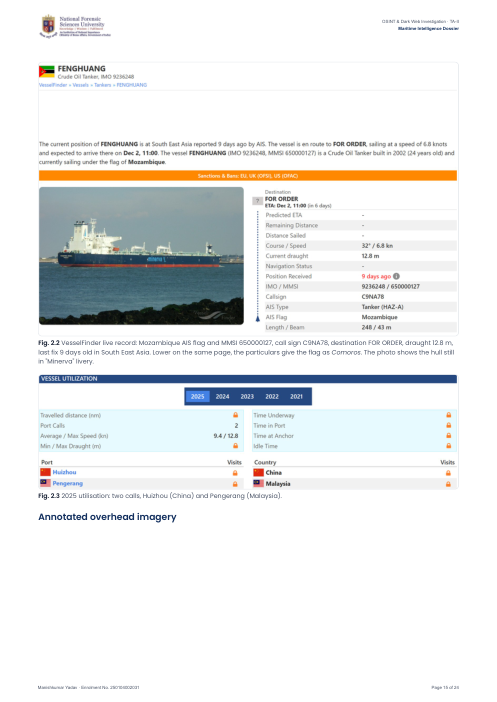 National Forensic
Sciences University
OSINT & Dark Web Investigation · TA-II
Maritime Intelligence Dossier
FENGHUANG
Crude Oil Tanker, IMO 9236248
VesselFinder > Vessels > Tankers > FENGHUANG
The current position of FENGHUANG is at South East Asia reported 9 days ago by AIS. The vessel is en route to FOR ORDER, sailing at a speed of 6.8 knots
and expected to arrive there on Dec 2, 11:00. The vessel FENGHUANG (IMO 9236248, MMSI 650000127) is a Crude Oil Tanker built in 2002 (24 years old) and
currently sailing under the flag of Mozambique.
Sanctions & Bans: EU, UK (OFSI), US (OFAC)
Destination
FOR ORDER
ETA: Dec 2, 11:00 (in 6 days)
Predicted ETA -
Remaining Distance -
Distance Sailed -
Course / Speed 32° / 6.8 kn
Current draught 12.8 m
Navigation Status -
Position Received 9 days ago
IMO / MMSI 9236248 / 650000127
Callsign C9NA78
AIS Type Tanker (HAZ-A)
AIS Flag Mozambique
Length / Beam 248 / 43 m
Fig. 2.2 VesselFinder live record: Mozambique AIS flag and MMSI 650000127, call sign C9NA78, destination FOR ORDER, draught 12.8 m,
last fix 9 days old in South East Asia. Lower on the same page, the particulars give the flag as Comoros. The photo shows the hull still
in "Minerva" livery.
VESSEL UTILIZATION
2025 2024 2023 2022 2021
Travelled distance (nm) Time Underway
Port Calls 2 Time in Port
Average / Max Speed (kn) 9.4 / 12.8 Time at Anchor
Min / Max Draught (m) Idle Time
Port Visits Country Visits
Huizhou China
Pengerang Malaysia
Fig. 2.3 2025 utilisation: two calls, Huizhou (China) and Pengerang (Malaysia).
Annotated overhead imagery
Page 15 of 24